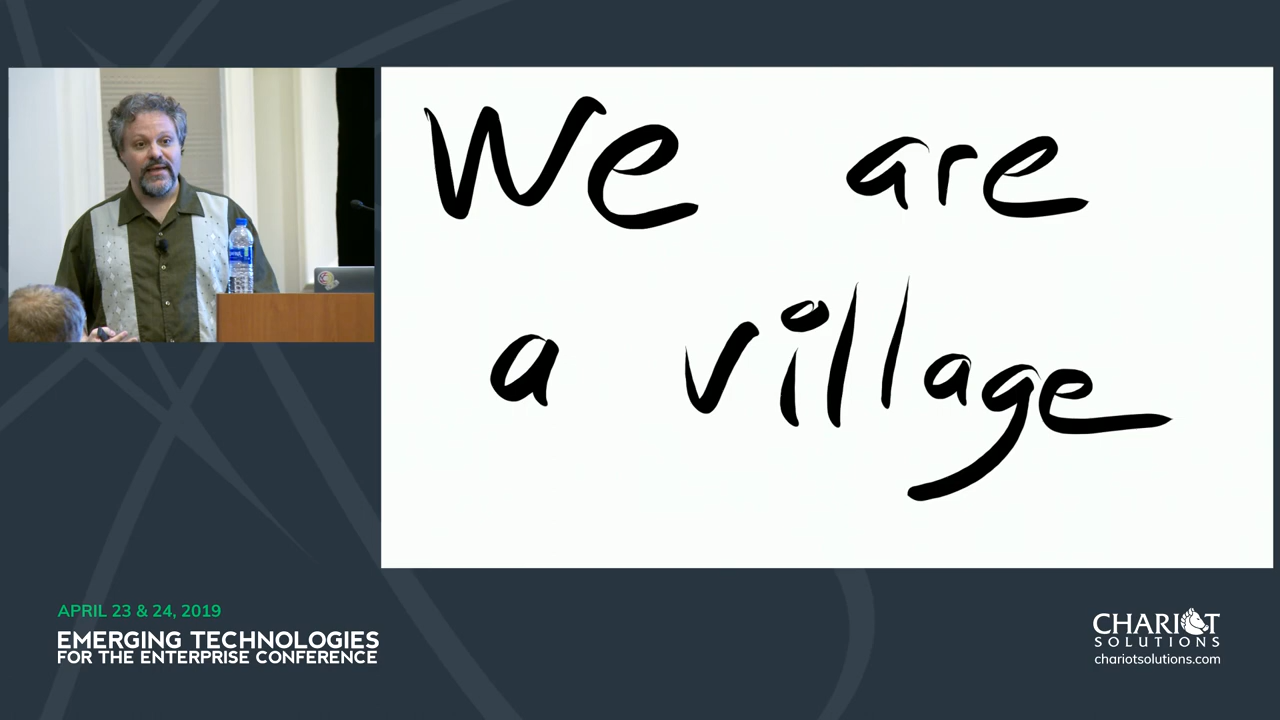 We are
a village
APRIL 23 & 24, 2019
EMERGING TECHNOLOGIES
FOR THE ENTERPRISE CONFERENCE
CHARIOT
SOLUTIONS
chariotsolutions.com